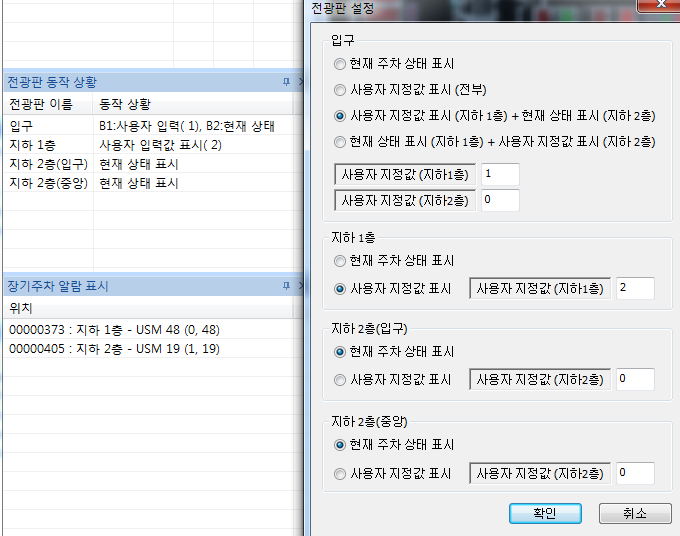 전광판 동작 상황
전광판 이름 동작 상황
입구 B1:사용자 입력( 1), B2:현재 상태
지하 1층 사용자 입력값 표시( 2)
지하 2층(입구) 현재 상태 표시
지하 2층(중앙) 현재 상태 표시
장기주차 알람 표시
위치
00000373 : 지하 1층 - USM 48 (0, 48)
00000405 : 지하 2층 - USM 19 (1, 19)
전광판 설정
입구
현재 주차 상태 표시
사용자 지정값 표시 (전부)
사용자 지정값 표시 (지하 1층) + 현재 상태 표시 (지하 2층)
현재 상태 표시 (지하 1층) + 사용자 지정값 표시 (지하 2층)
사용자 지정값 (지하1층) 1
사용자 지정값 (지하2층) 0
지하 1층
현재 주차 상태 표시
사용자 지정값 표시 사용자 지정값 (지하1층) 2
지하 2층(입구)
현재 주차 상태 표시
사용자 지정값 표시 사용자 지정값 (지하2층) 0
지하 2층(중앙)
현재 주차 상태 표시
사용자 지정값 표시 사용자 지정값 (지하2층) 0
확인 취소